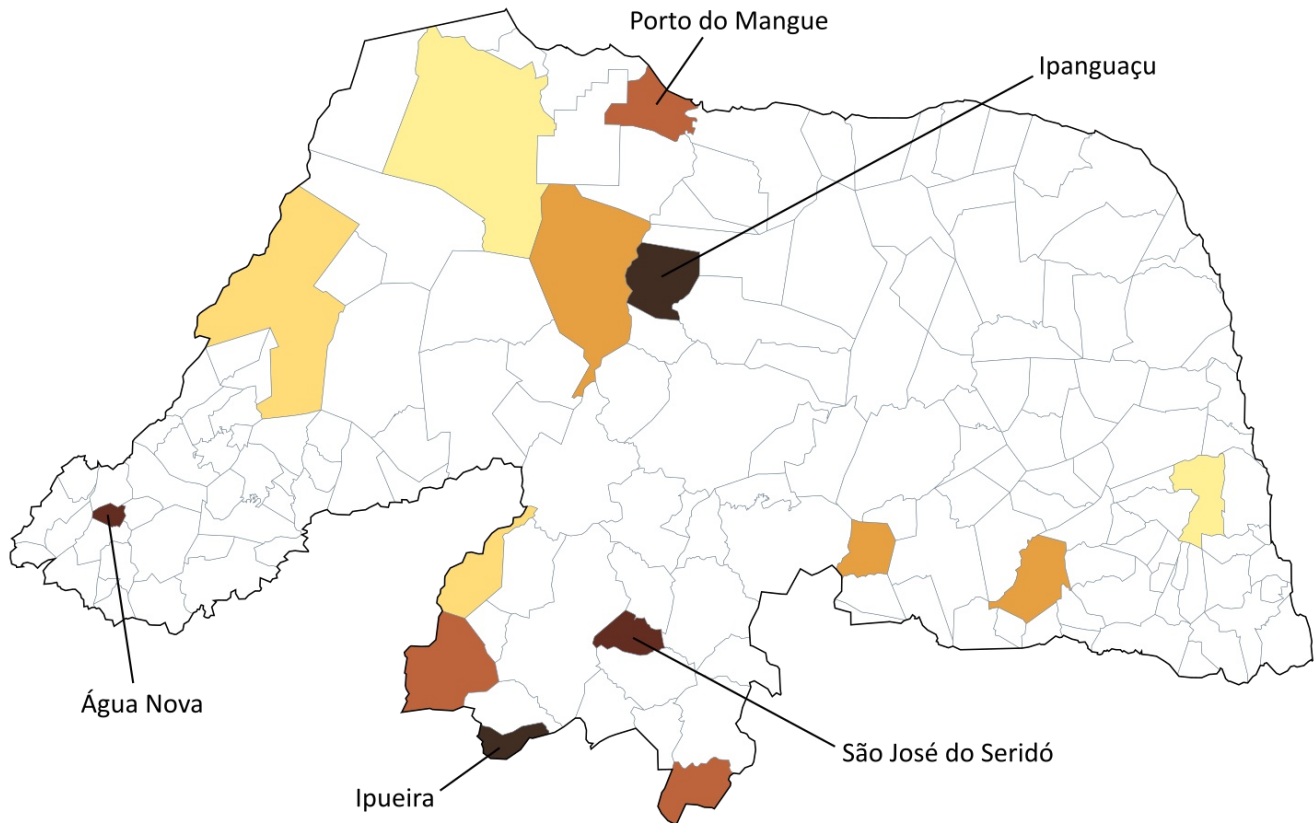 Porto do Mangue
Ipanguaçu
Água Nova
São José do Seridó
Ipueira